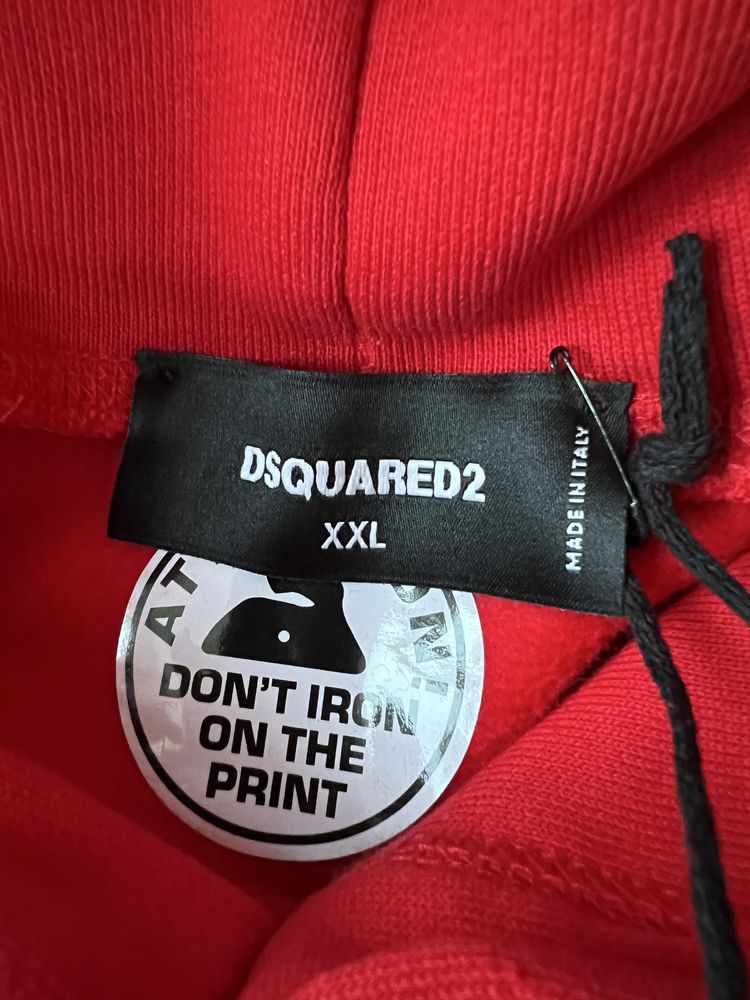 DSQUARED2
XXL
MADE IN ITALY
DON'T IRON
ON THE
PRINT